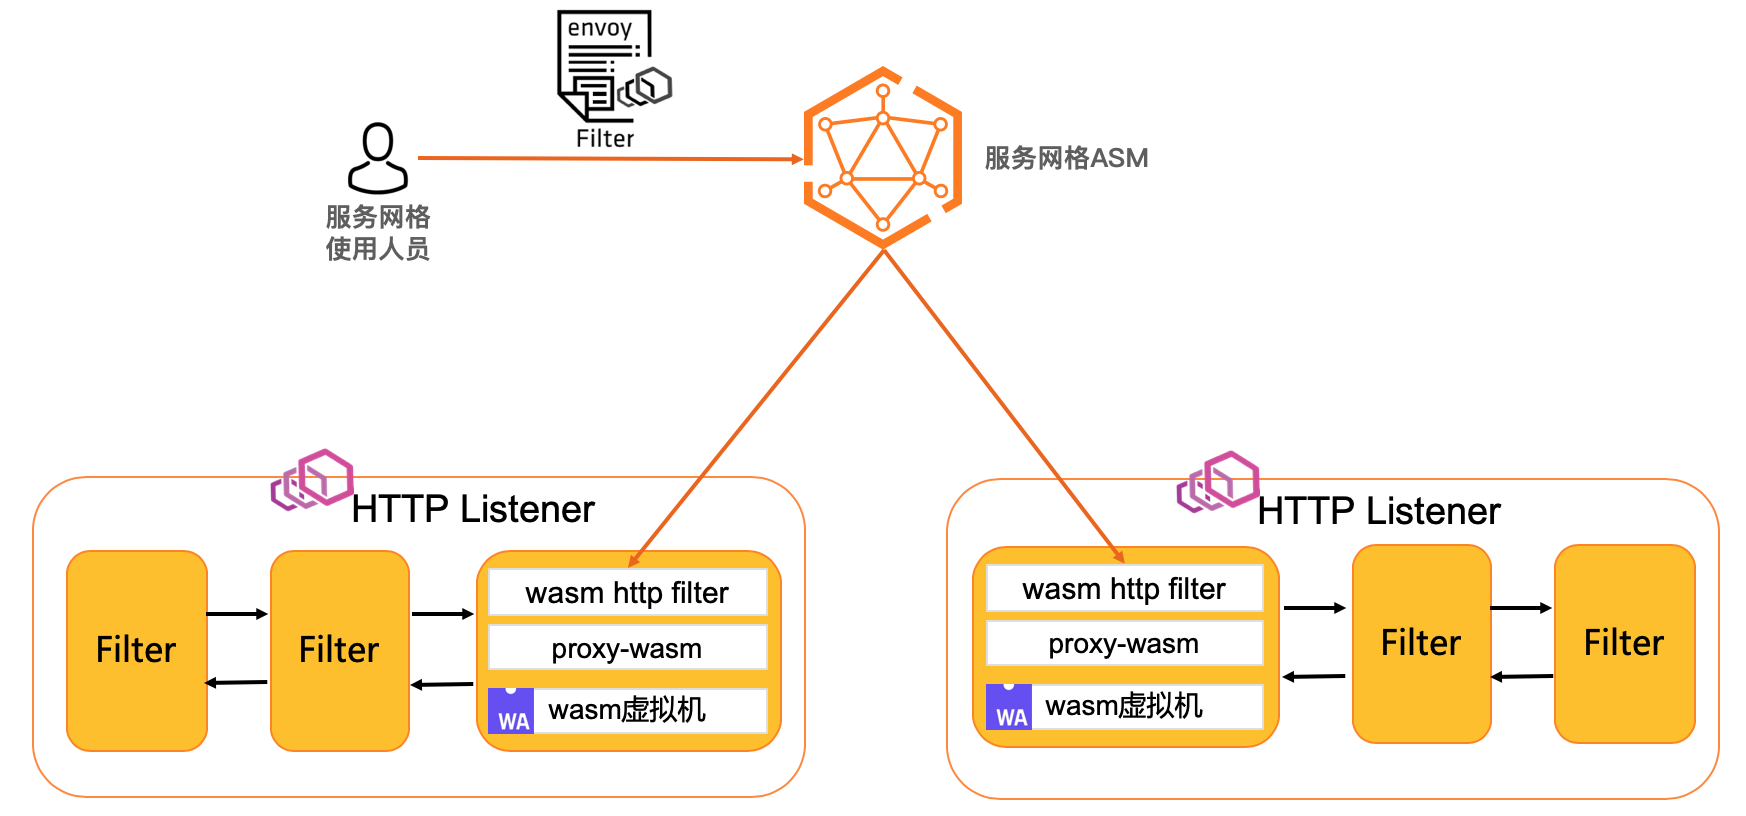 envoy
Filter
服务网格ASM
服务网格
使用人员
HTTP Listener
Filter
Filter
wasm http filter
proxy-wasm
WA
wasm虚拟机
HTTP Listener
wasm http filter
proxy-wasm
WA
wasm虚拟机
Filter
Filter